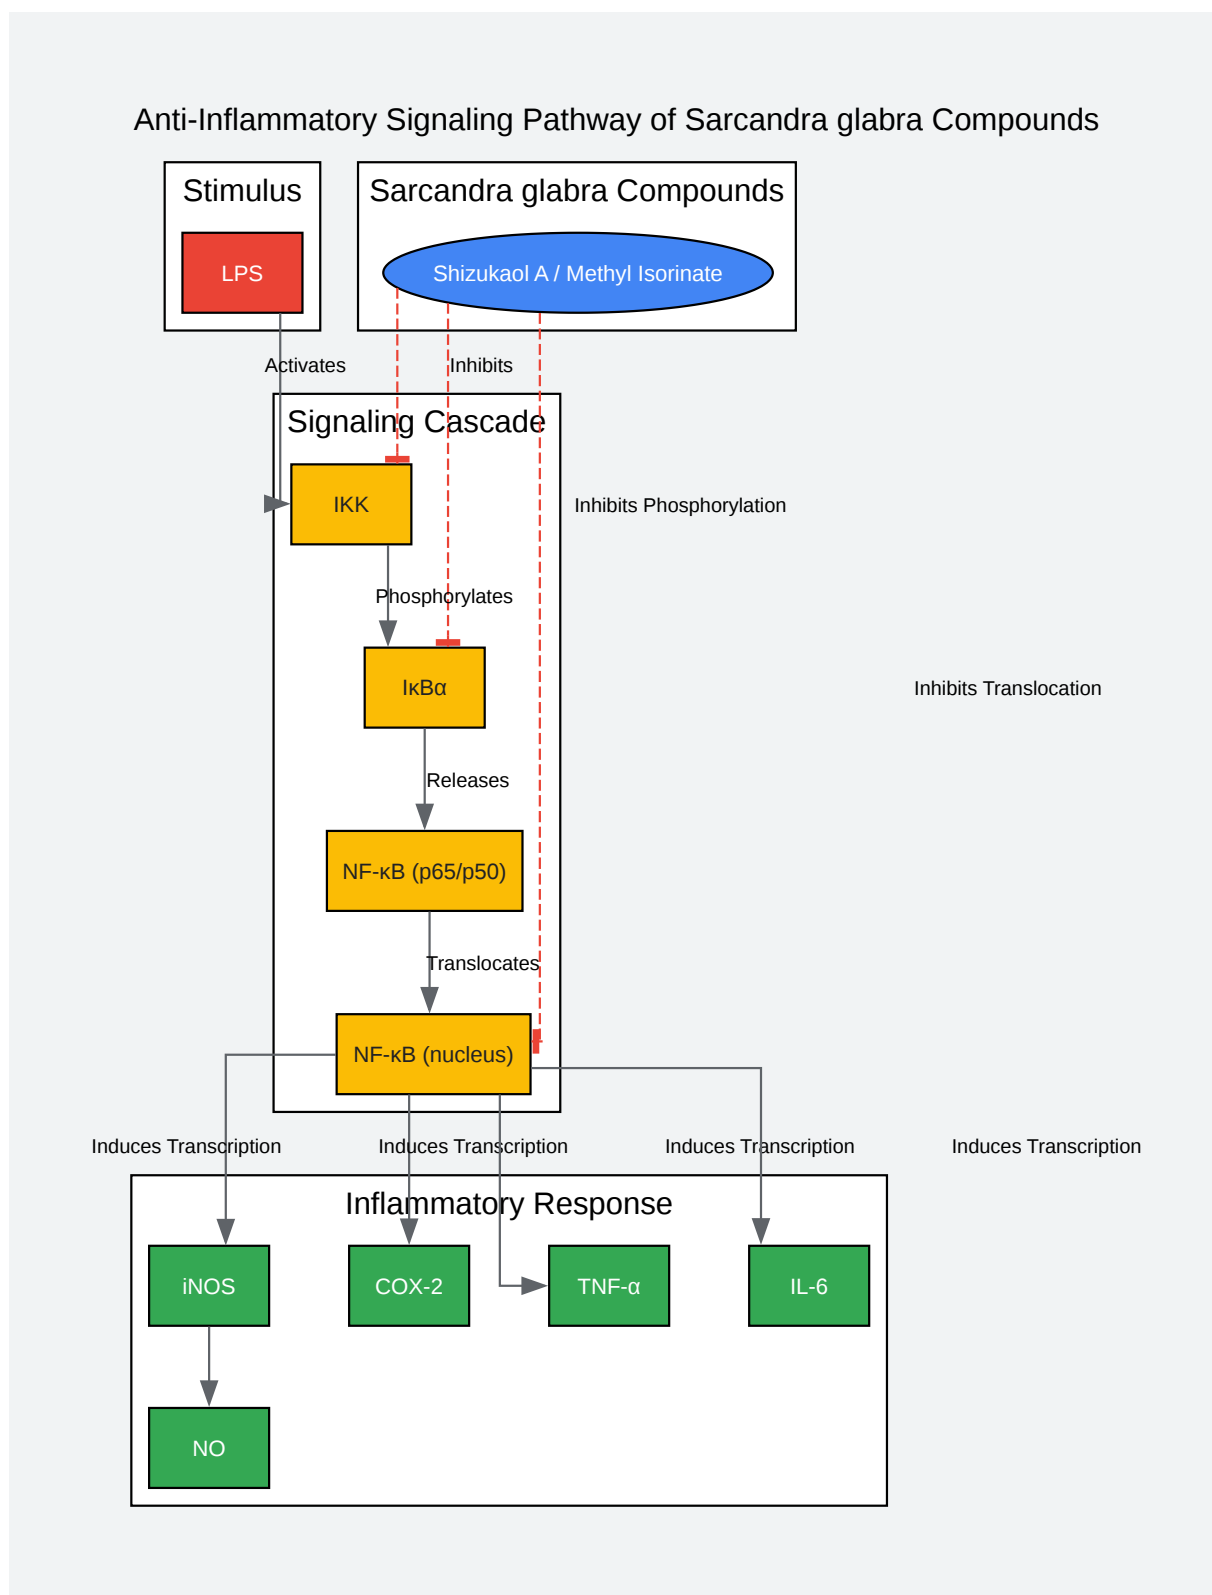 Anti-Inflammatory Signaling Pathway of Sarcandra glabra Compounds
Stimulus
Sarcandra glabra Compounds
LPS
Shizukaol A / Methyl Isorinate
Activates
Inhibits
Signaling Cascade
IKK
Inhibits Phosphorylation
Phosphorylates
IκBα
Inhibits Translocation
Releases
NF-κB (p65/p50)
Translocates
NF-κB (nucleus)
Induces Transcription
Induces Transcription
Induces Transcription
Induces Transcription
Inflammatory Response
iNOS
COX-2
TNF-α
IL-6
NO